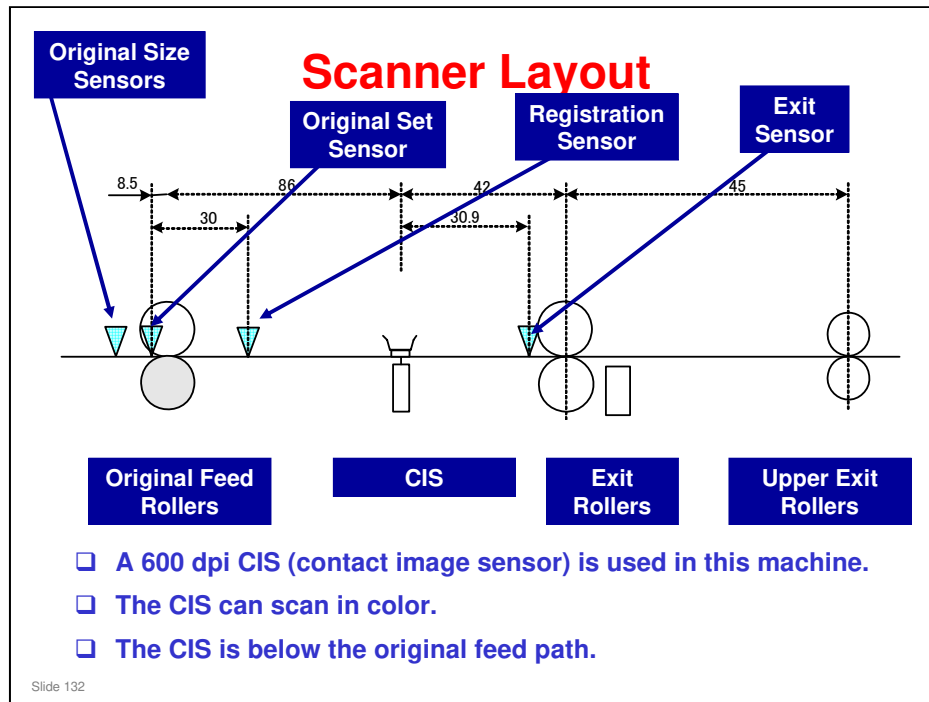 Original Size
Sensors
Scanner Layout
Original Set
Sensor
Registration
Sensor
Exit
Sensor
8.5
86
42
45
30
30.9
Original Feed
Rollers
CIS
Exit
Rollers
Upper Exit
Rollers
❑ A 600 dpi CIS (contact image sensor) is used in this machine.
❑ The CIS can scan in color.
❑ The CIS is below the original feed path.
Slide 132